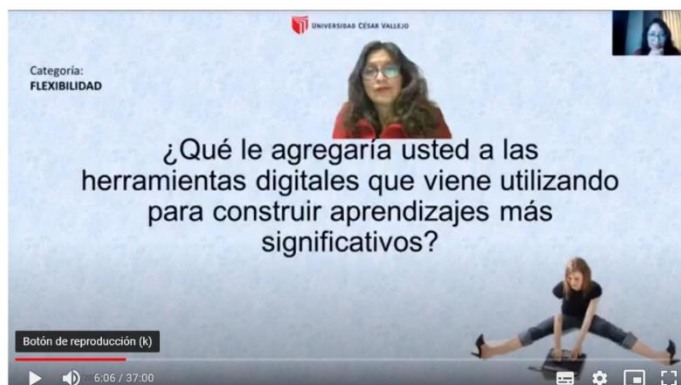 UNIVERSIDAD CÉSAR VALLEJO
Categoría:
FLEXIBILIDAD
¿Qué le agregaría usted a las
herramientas digitales que viene utilizando
para construir aprendizajes más
significativos?
Botón de reproducción (k)
6:06 / 37:00